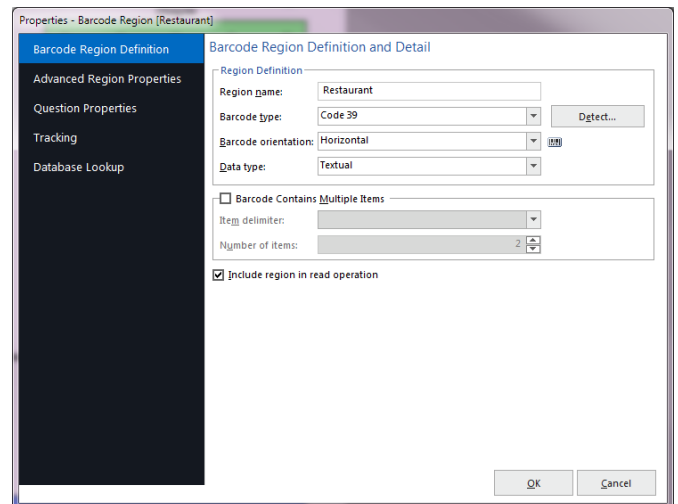 Properties - Barcode Region [Restaurant]
Barcode Region Definition
Advanced Region Properties
Question Properties
Tracking
Database Lookup
Barcode Region Definition and Detail
Region Definition
Region name: Restaurant
Barcode type: Code 39 Detect...
Barcode orientation: Horizontal
Data type: Textual
Barcode Contains Multiple Items
Item delimiter:
Number of items: 2
Include region in read operation
OK Cancel